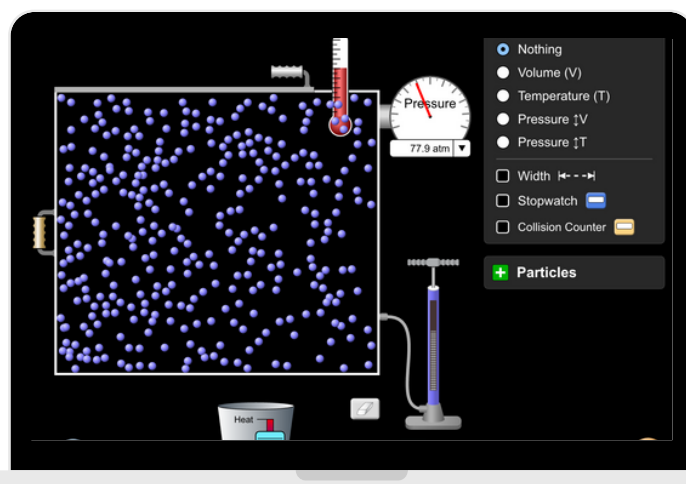 Nothing
Volume (V)
Temperature (T)
Pressure ↕V
Pressure ↕T
Width
Stopwatch
Collision Counter
Particles
Pressure
77.9 atm
Heat